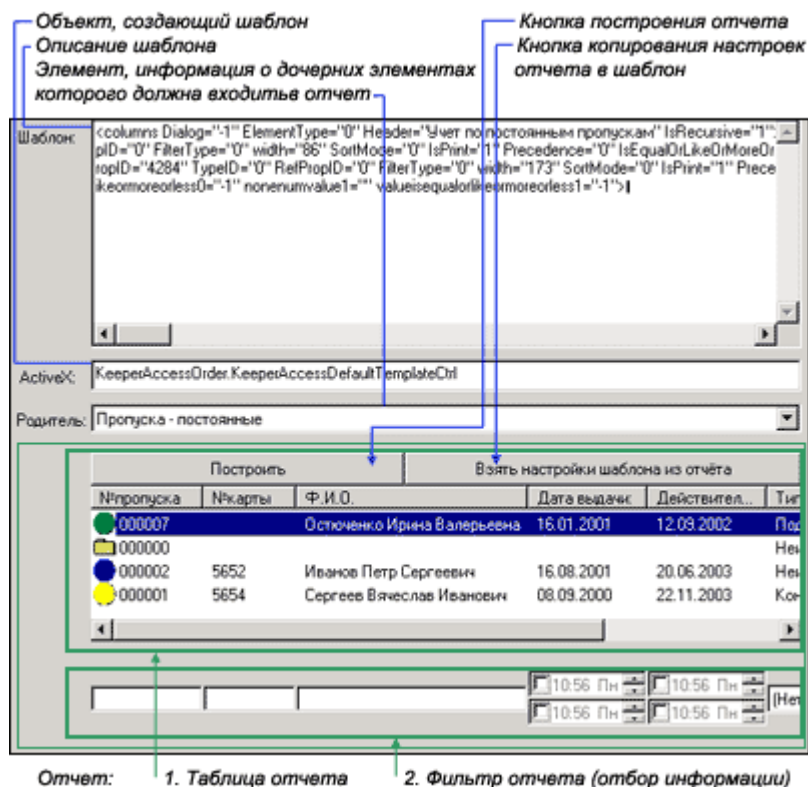 Объект, создающий шаблон
Описание шаблона
Элемент, информация о дочерних элементах
которого должна входитьв отчет
Кнопка построения отчета
Кнопка копирования настроек
отчета в шаблон
Шаблон:
<columns Dialog="-1" ElementType="0" Header="Учет по постоянным пропускам" IsRecursive="1"
pID="0" FilterType="0" width="86" SortMode="0" IsPrint="1" Precedence="0" IsEqualOrLikeOrMoreOr
ropID="4284" TypeID="0" RefPropID="0" FilterType="0" width="173" SortMode="0" IsPrint="1" Prece
ikeormoreorless0="-1" nonenumvalue1="" valueisequalorlikeormoreorless1="-1">
ActiveX: KeeperAccessOrder.KeeperAccessDefaultTemplateCtrl
Родитель: Пропуска - постоянные
Построить Взять настройки шаблона из отчёта
№пропуска №карты Ф.И.О. Дата выдачи: Действител... Тип
000007 Остюченко Ирина Валерьевна 16.01.2001 12.09.2002 Пор
000000 Неи
000002 5652 Иванов Петр Сергеевич 16.08.2001 20.06.2003 Неи
000001 5654 Сергеев Вячеслав Иванович 08.09.2000 22.11.2003 Кон
10:56 Пн 10:56 Пн (Нет
10:56 Пн 10:56 Пн
Отчет: 1. Таблица отчета 2. Фильтр отчета (отбор информации)